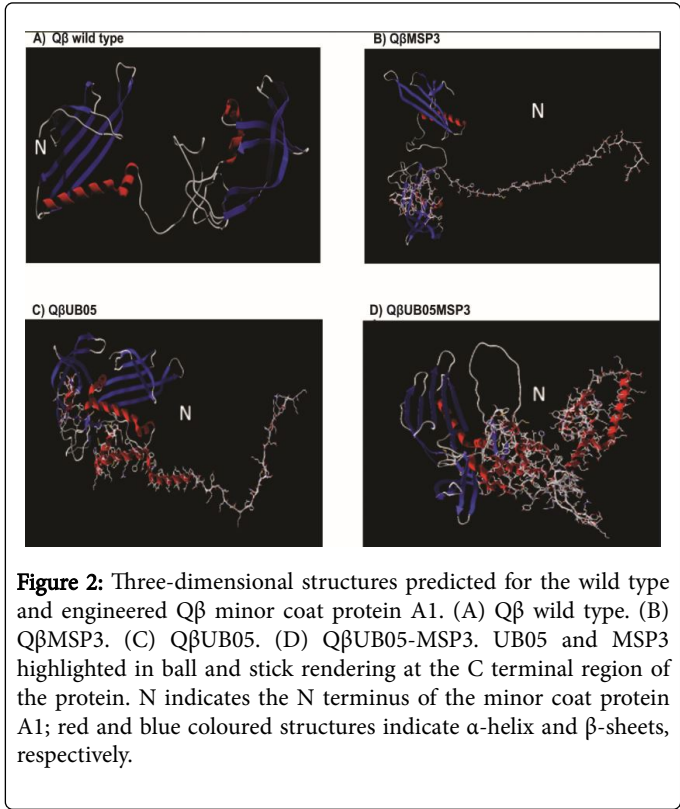 A) Qβ wild type
B) QβMSP3
N
N
C) QβUB05
D) QβUB05MSP3
N
N
Figure 2: Three-dimensional structures predicted for the wild type
and engineered Qβ minor coat protein A1. (A) Qβ wild type. (B)
QβMSP3. (C) QβUB05. (D) QβUB05-MSP3. UB05 and MSP3
highlighted in ball and stick rendering at the C terminal region of
the protein. N indicates the N terminus of the minor coat protein
A1; red and blue coloured structures indicate α-helix and β-sheets,
respectively.